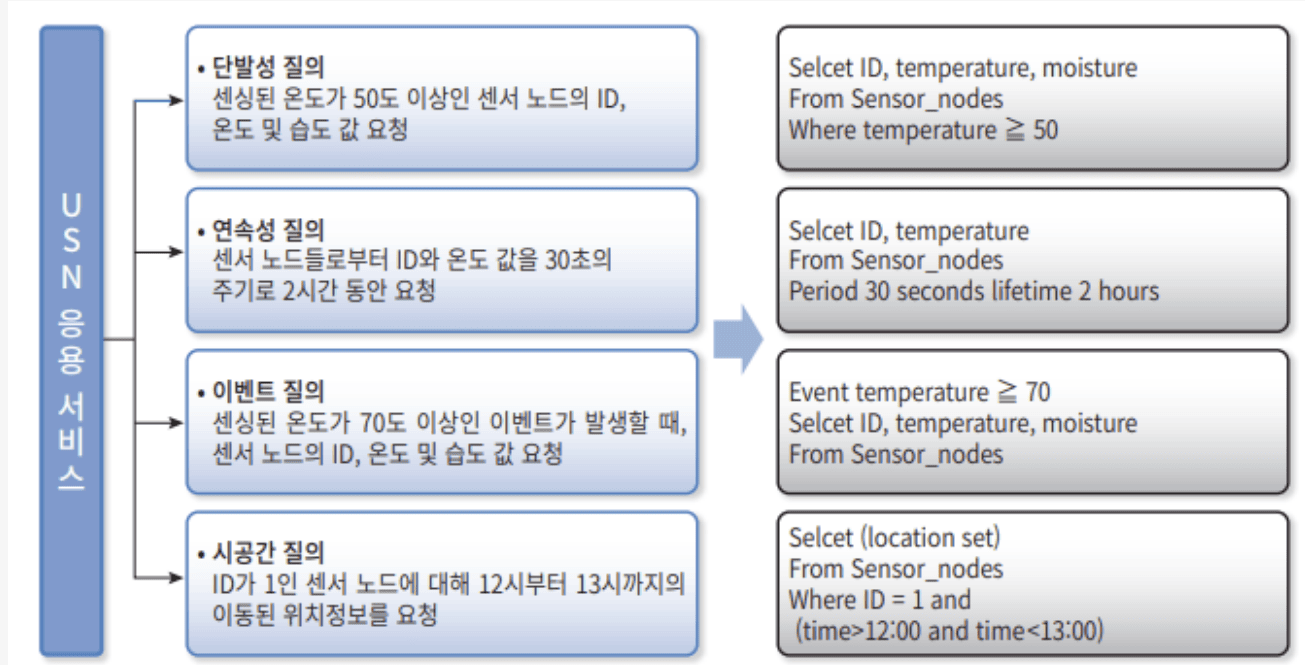 USN 응용 서비스
• 단발성 질의
센싱된 온도가 50도 이상인 센서 노드의 ID,
온도 및 습도 값 요청
Selcet ID, temperature, moisture
From Sensor_nodes
Where temperature ≧ 50
• 연속성 질의
센서 노드들로부터 ID와 온도 값을 30초의
주기로 2시간 동안 요청
Selcet ID, temperature
From Sensor_nodes
Period 30 seconds lifetime 2 hours
• 이벤트 질의
센싱된 온도가 70도 이상인 이벤트가 발생할 때,
센서 노드의 ID, 온도 및 습도 값 요청
Event temperature ≧ 70
Selcet ID, temperature, moisture
From Sensor_nodes
• 시공간 질의
ID가 1인 센서 노드에 대해 12시부터 13시까지의
이동된 위치정보를 요청
Selcet (location set)
From Sensor_nodes
Where ID = 1 and
(time>12:00 and time<13:00)